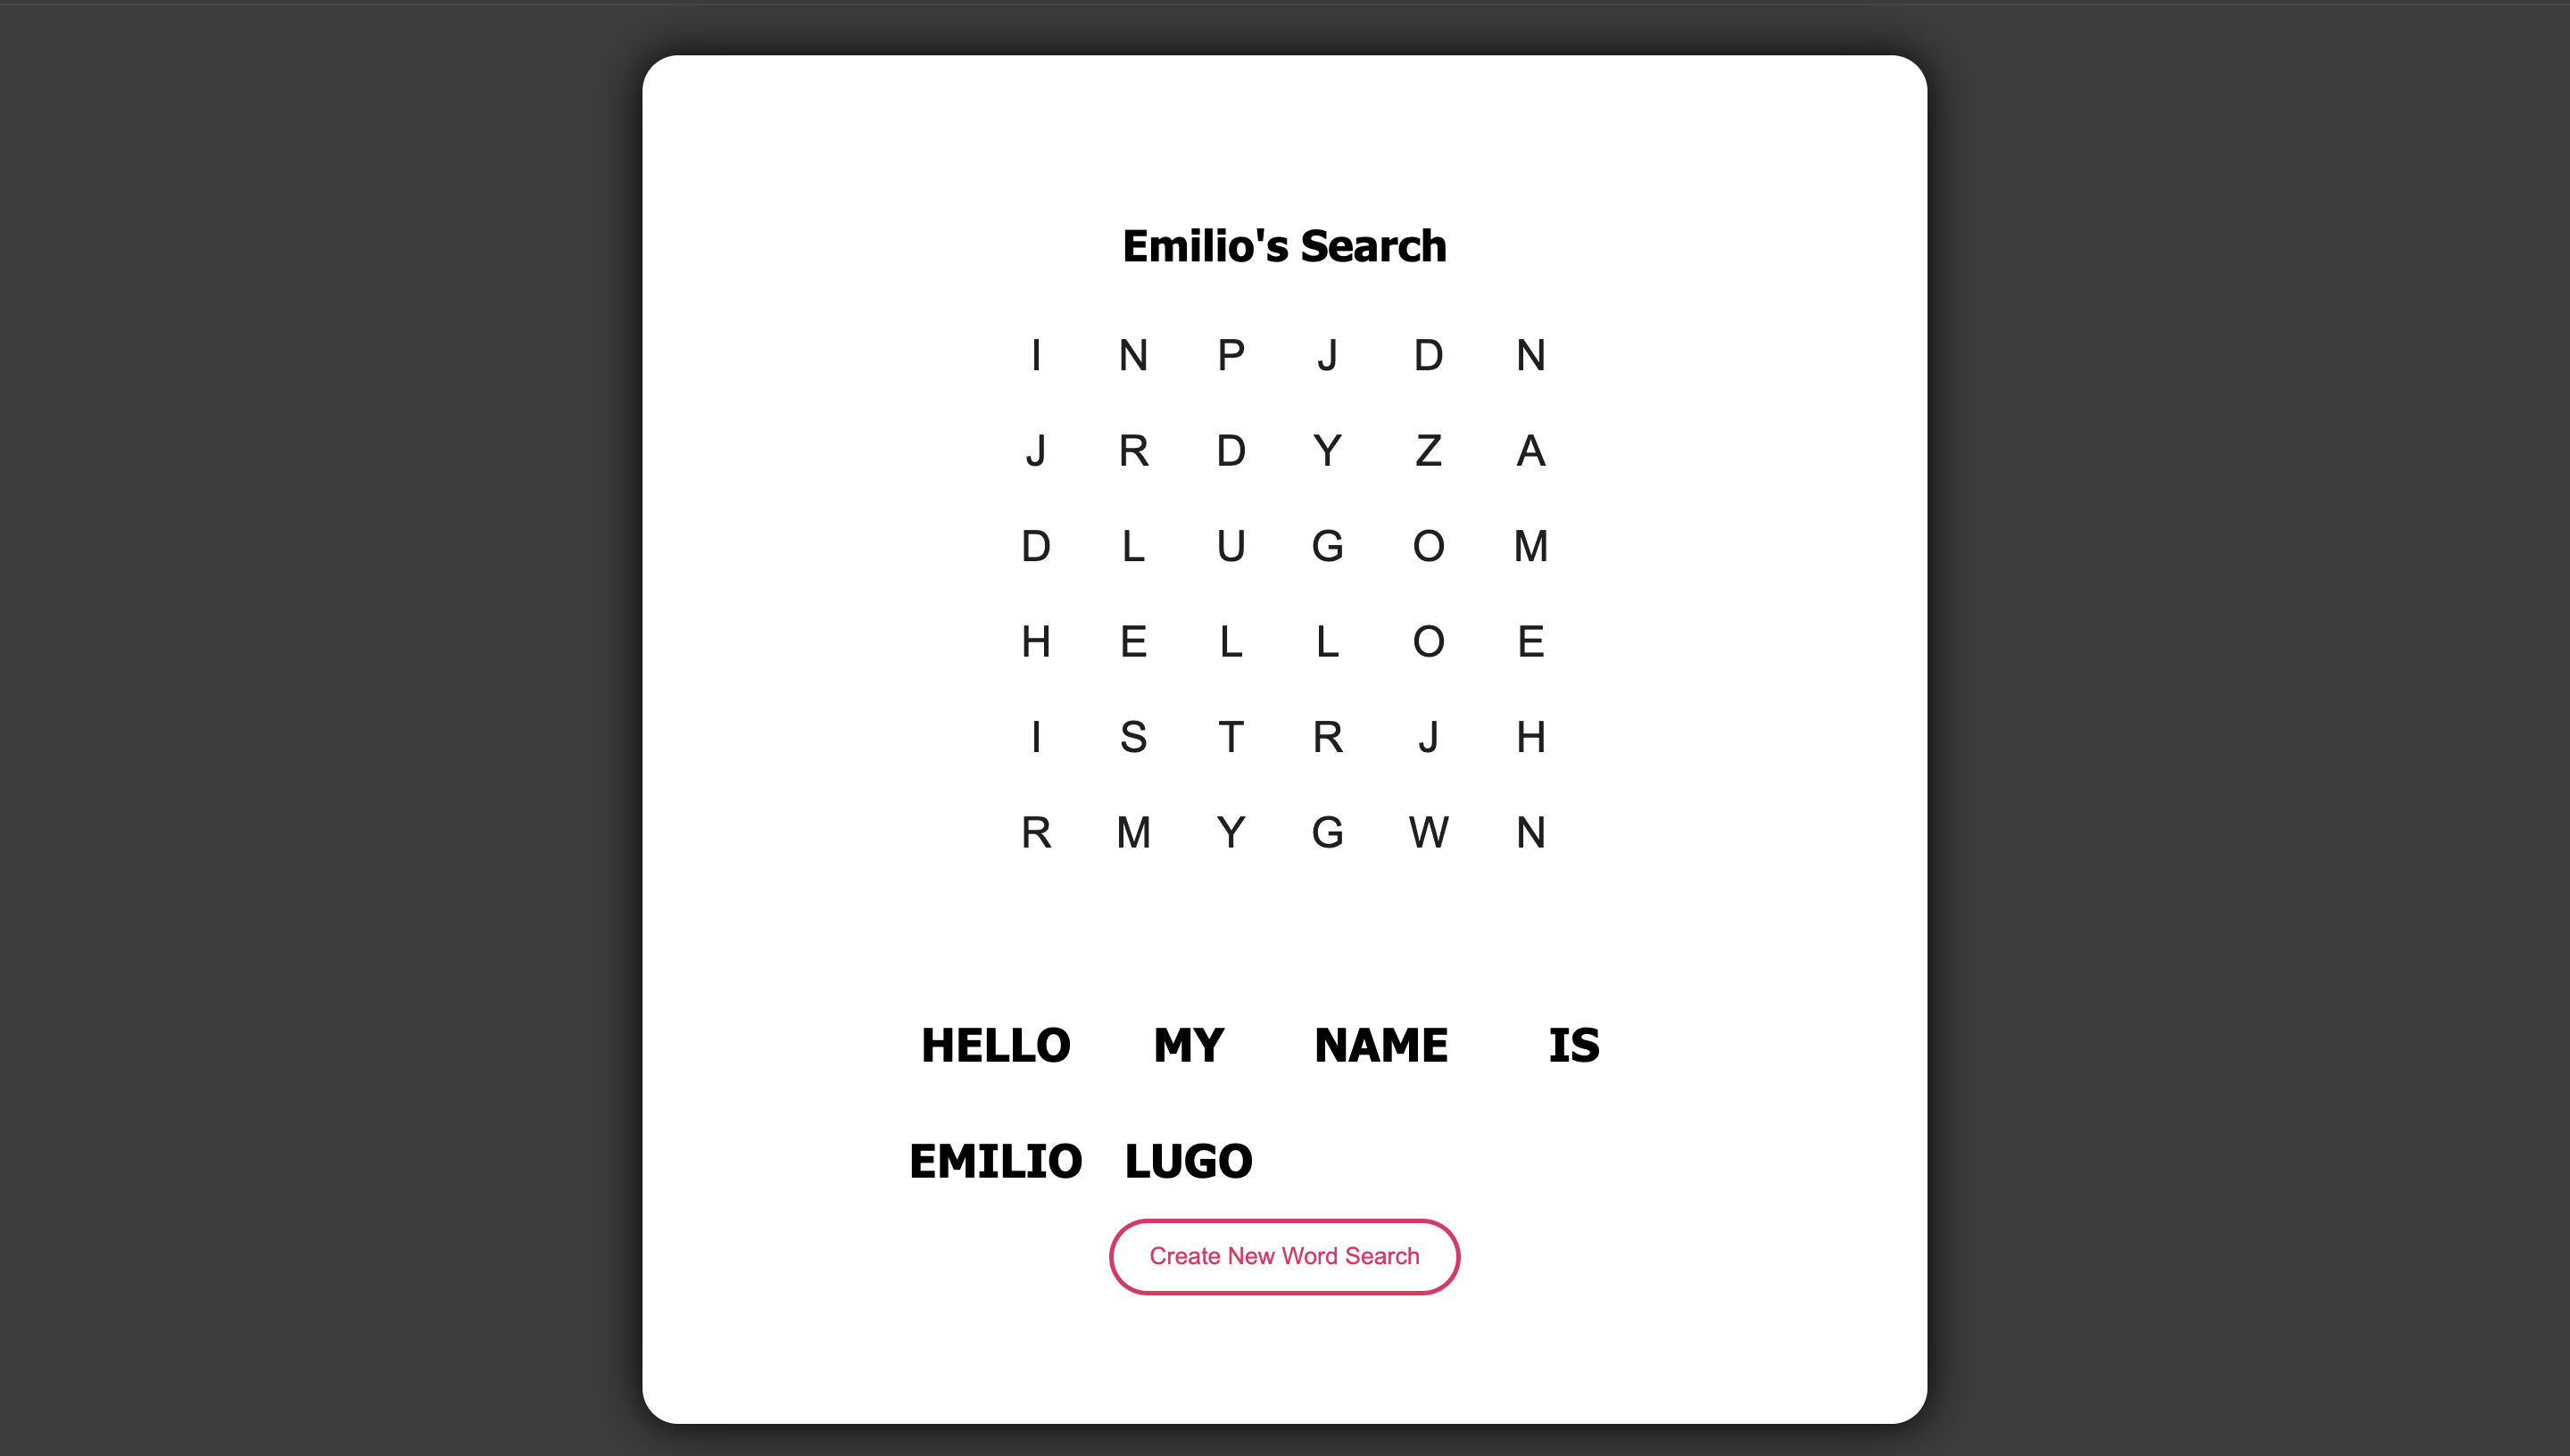 Emilio's Search
I N P J D N
J R D Y Z A
D L U G O M
H E L L O E
I S T R J H
R M Y G W N
HELLO MY NAME IS
EMILIO LUGO
Create New Word Search